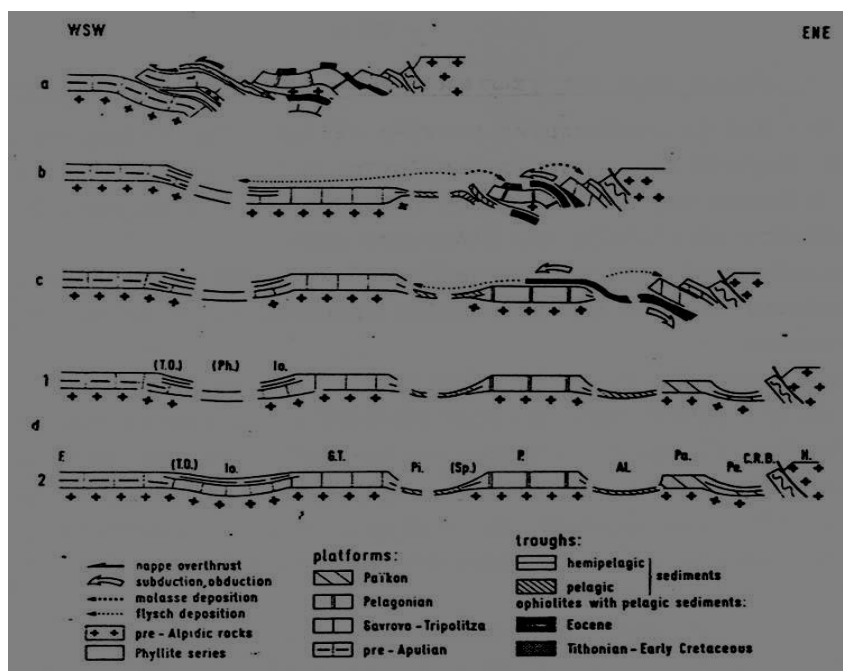 WSW ENE
a
b
c
(T.O.) (Ph.) Io.
1
d
(T.O.) Io. G.T. Pi. (Sp.) P. Al. Pa. Pe. C.R.B. H.
2
nappe overthrust
subduction, obduction
molasse deposition
flysch deposition
pre-Alpidic rocks
Phyllite series
platforms:
Païkon
Pelagonian
Gavrovo-Tripolitza
pre-Apulian
troughs:
hemipelagic
pelagic
sediments
ophiolites with pelagic sediments:
Eocene
Tithonian-Early Cretaceous